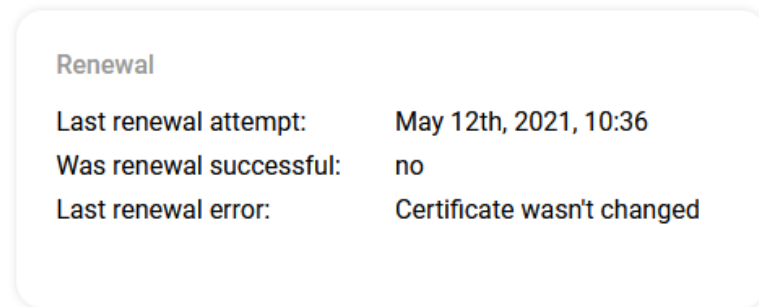 Renewal
Last renewal attempt: May 12th, 2021, 10:36
Was renewal successful: no
Last renewal error: Certificate wasn't changed